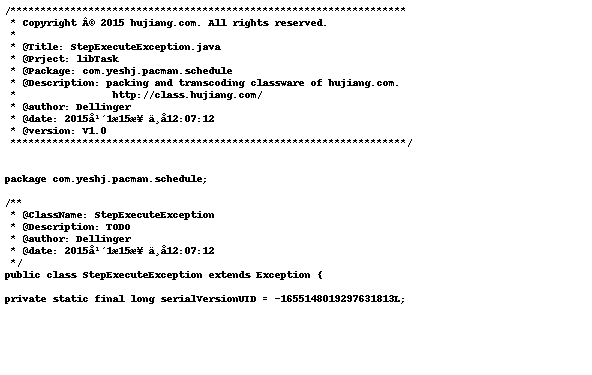 /******************************************************************
* Copyright Â© 2015 hujiang.com. All rights reserved.
*
* @Title: StepExecuteException.java
* @Prject: libTask
* @Package: com.yeshj.pacman.schedule
* @Description: packing and transcoding classware of hujiang.com.
* http://class.hujiang.com/
* @author: Dellinger
* @date: 2015å¹´1æ15æ¥ ä¸å12:07:12
* @version: V1.0
******************************************************************/
package com.yeshj.pacman.schedule;
/**
* @ClassName: StepExecuteException
* @Description: TODO
* @author: Dellinger
* @date: 2015å¹´1æ15æ¥ ä¸å12:07:12
*/
public class StepExecuteException extends Exception {
private static final long serialVersionUID = -1655148019297631813L;